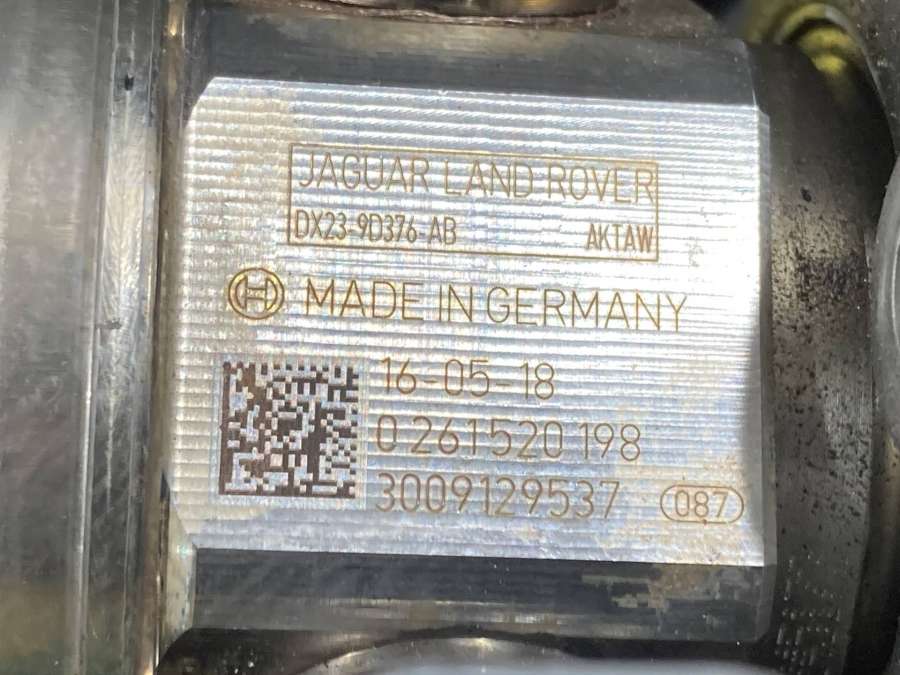 JAGUAR LAND ROVER
DX23-9D376-AB AKTAW
MADE IN GERMANY
16-05-18
0 261 520 198
3009129537 087